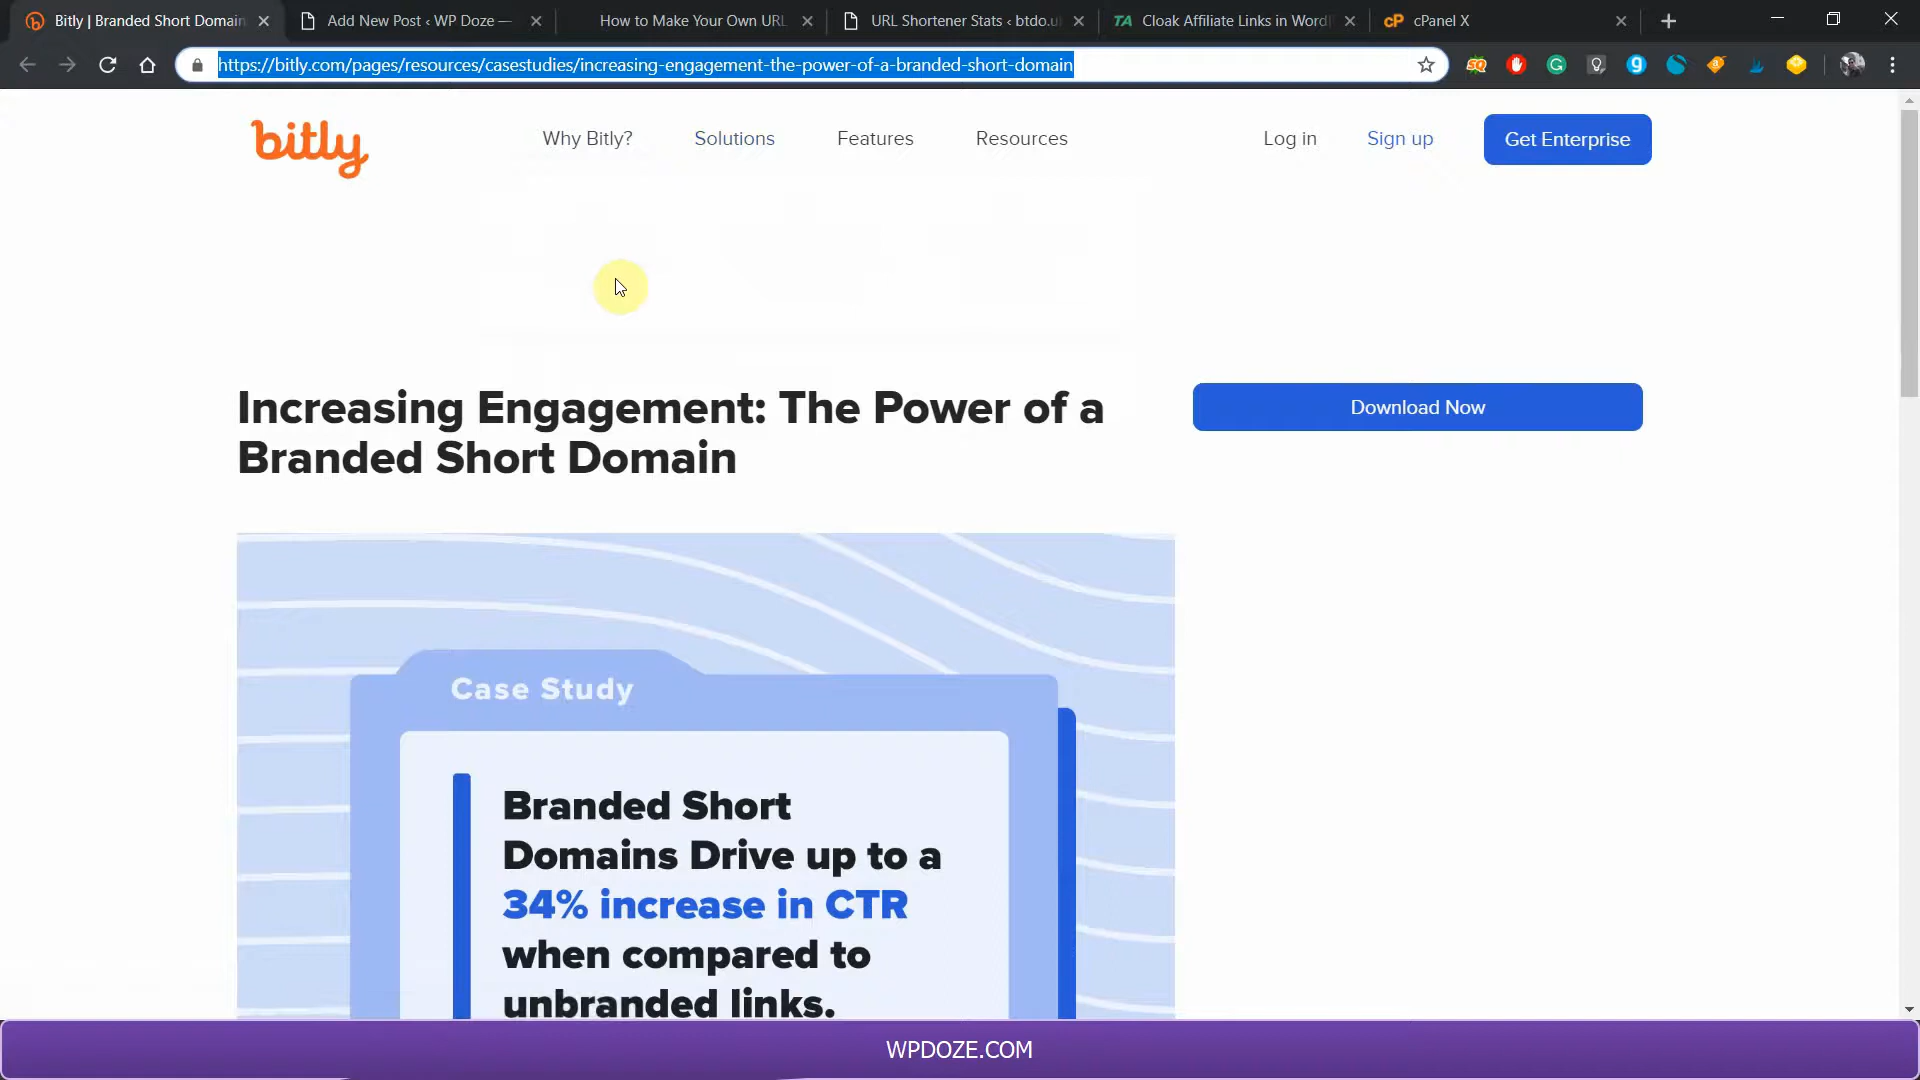 Bitly | Branded Short Domain
Add New Post ‹ WP Doze —
How to Make Your Own URL
URL Shortener Stats ‹ btdo.u
TA Cloak Affiliate Links in Word
cP cPanel X
https://bitly.com/pages/resources/casestudies/increasing-engagement-the-power-of-a-branded-short-domain
bitly
Why Bitly?
Solutions
Features
Resources
Log in
Sign up
Get Enterprise
Increasing Engagement: The Power of a
Branded Short Domain
Download Now
Case Study
Branded Short
Domains Drive up to a
34% increase in CTR
when compared to
unbranded links.
WPDOZE.COM